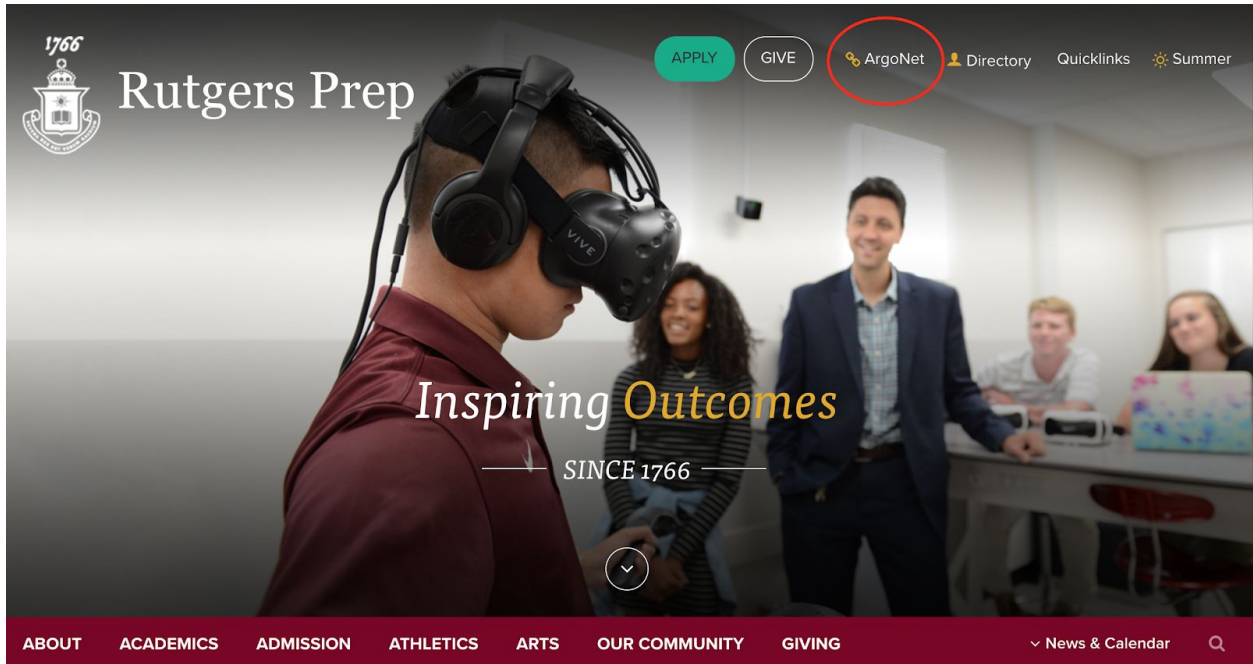 1766
Rutgers Prep
APPLY
GIVE
ArgoNet
Directory
Quicklinks
Summer
VIVE
Inspiring Outcomes
SINCE 1766
ABOUT
ACADEMICS
ADMISSION
ATHLETICS
ARTS
OUR COMMUNITY
GIVING
News & Calendar